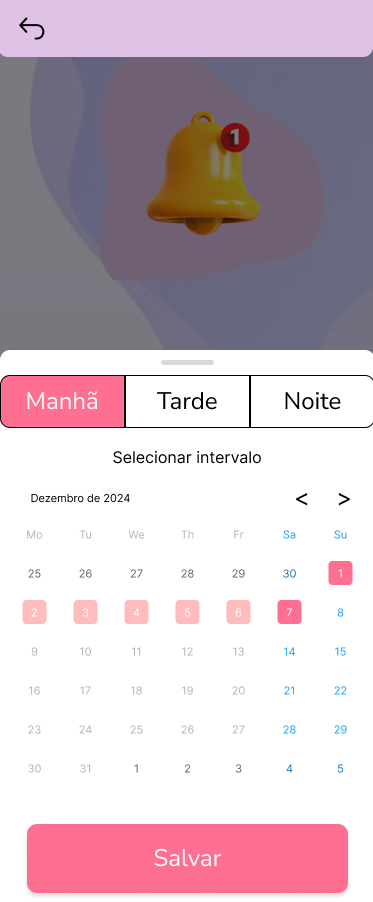 1
Manhã Tarde Noite
Selecionar intervalo
Dezembro de 2024 < >
Mo Tu We Th Fr Sa Su
25 26 27 28 29 30 1
2 3 4 5 6 7 8
9 10 11 12 13 14 15
16 17 18 19 20 21 22
23 24 25 26 27 28 29
30 31 1 2 3 4 5
Salvar